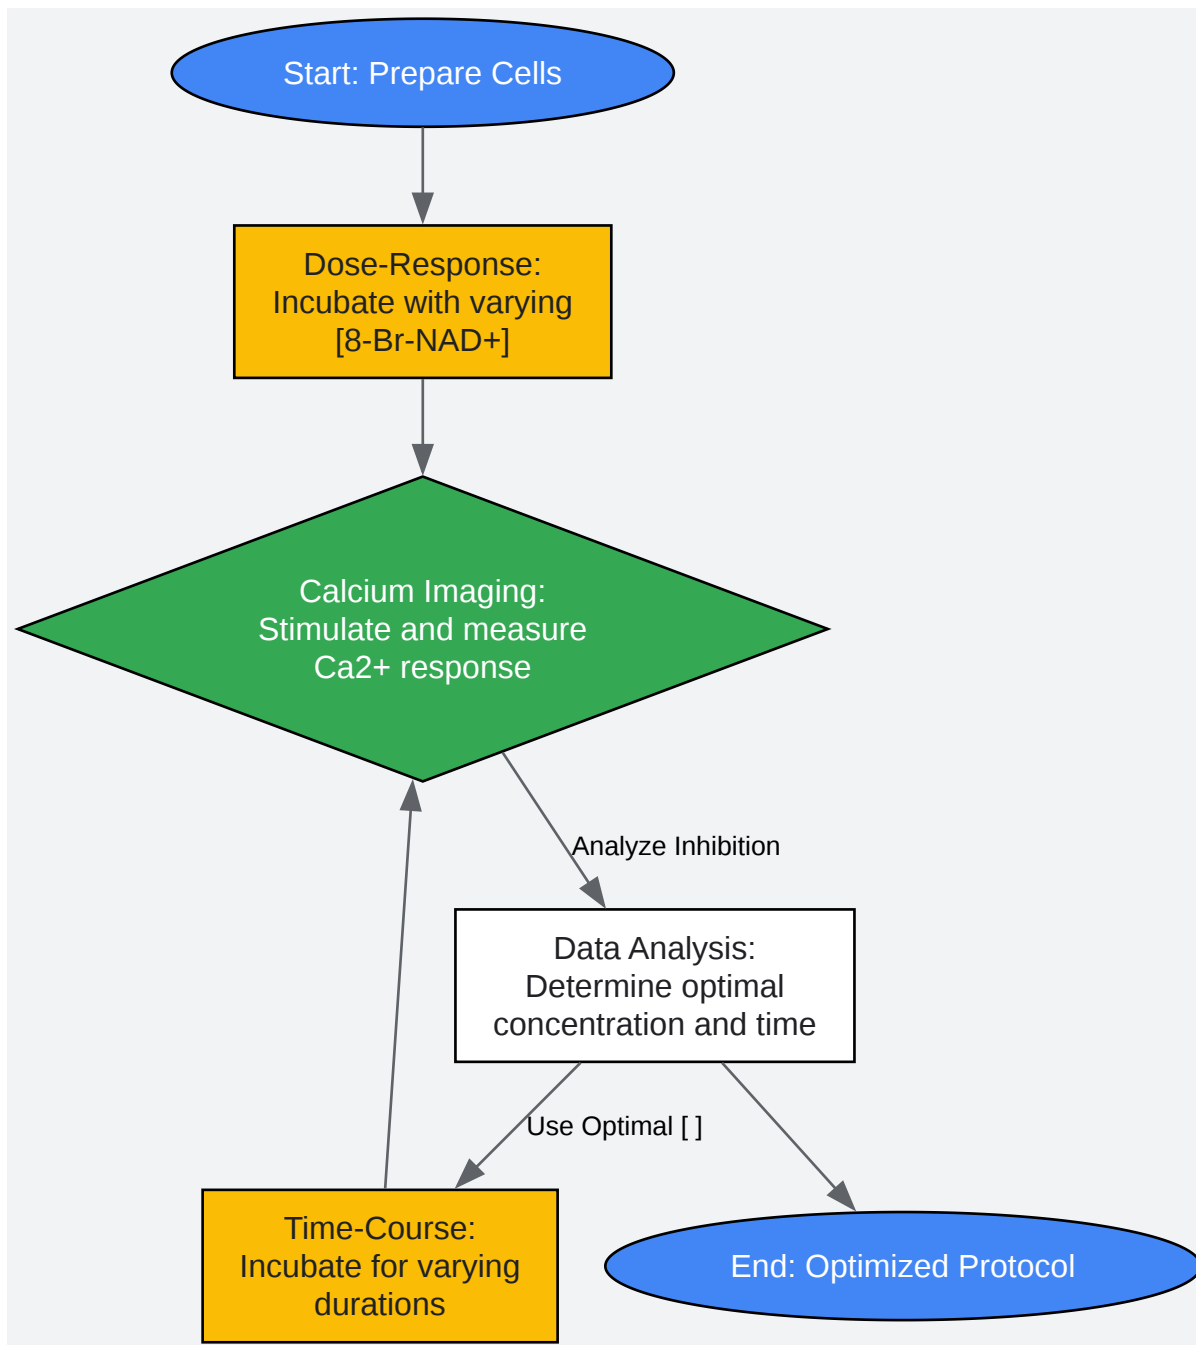 Start: Prepare Cells
Dose-Response:
Incubate with varying
[8-Br-NAD+]
Calcium Imaging:
Stimulate and measure
Ca2+ response
Analyze Inhibition
Data Analysis:
Determine optimal
concentration and time
Use Optimal [ ]
Time-Course:
Incubate for varying
durations
End: Optimized Protocol